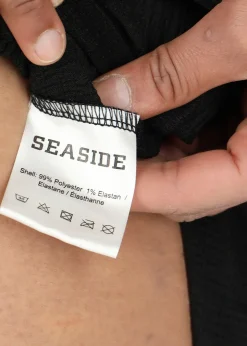 SEASIDE
Shell: 99% Polyester 1% Elastan /
Elastane / Elasthanne